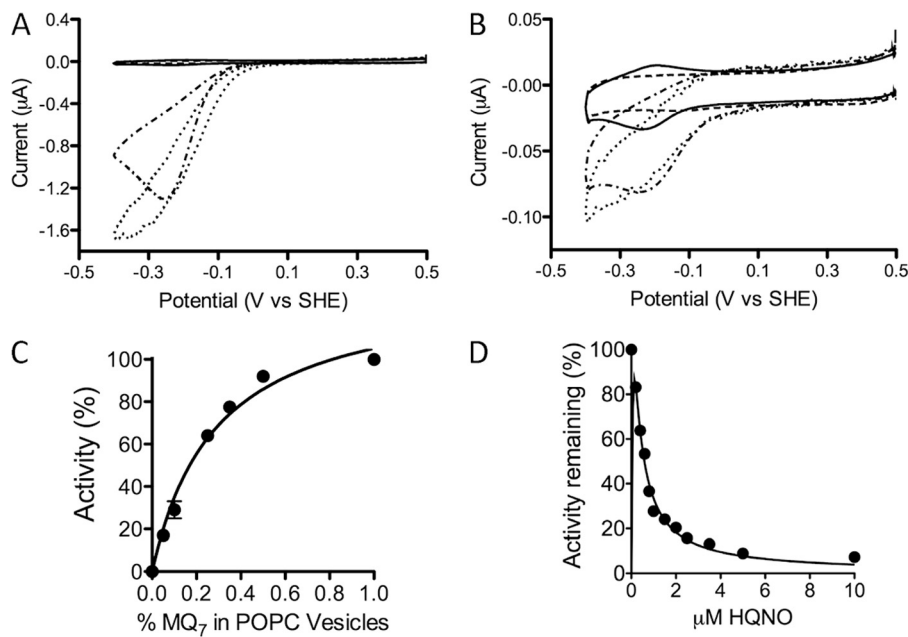 A
0.4
0.0
-0.4
-0.8
-1.2
-1.6
Current (μA)
-0.5 -0.3 -0.1 0.1 0.3 0.5
Potential (V vs SHE)
B
0.05
-0.00
-0.05
-0.10
Current (μA)
-0.5 -0.3 -0.1 0.1 0.3 0.5
Potential (V vs SHE)
C
100
80
60
40
20
0
Activity (%)
0.0 0.2 0.4 0.6 0.8 1.0
% MQ7 in POPC Vesicles
D
100
80
60
40
20
0
Activity remaining (%)
0 2 4 6 8 10
μM HQNO